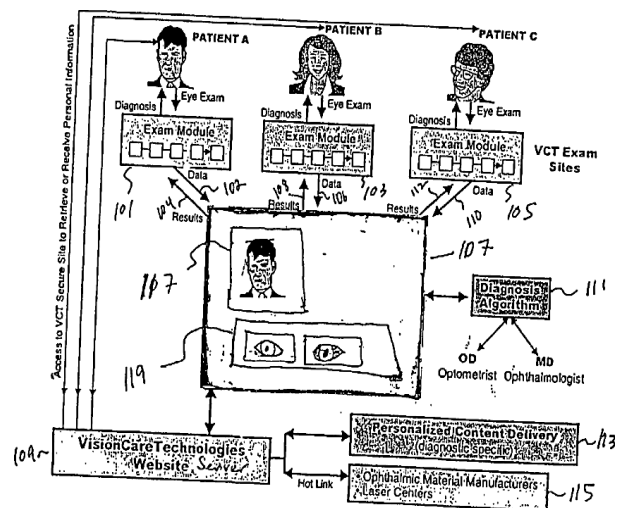 PATIENT A
PATIENT B
PATIENT C
Diagnosis
Eye Exam
Diagnosis
Eye Exam
Diagnosis
Eye Exam
Exam Module
Exam Module
Exam Module
VCT Exam
Sites
101
104
102
Data
Results
108
Results
Data
106
103
112
Results
Data
110
105
Access to VCT Secure Site to Retrieve or Receive Personal Information
107
107
119
Diagnosis
Algorithm
111
OD
Optometrist
MD
Ophthalmologist
109
VisionCareTechnologies
Website Server
Personalized Content Delivery
(diagnostic specific)
113
Hot Link
Ophthalmic Material Manufacturers
Laser Centers
115